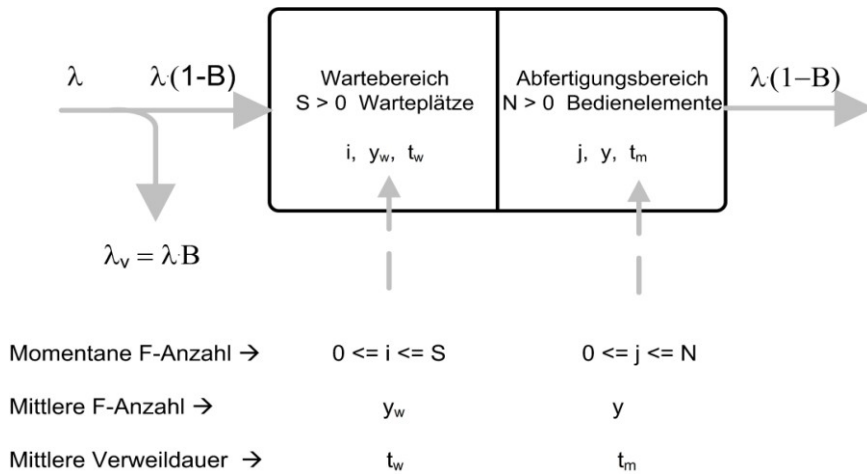 λ λ·(1-B)
Wartebereich
S > 0 Warteplätze
i, y_w, t_w
Abfertigungsbereich
N > 0 Bedienelemente
j, y, t_m
λ·(1−B)
λ_v = λ·B
Momentane F-Anzahl → 0 <= i <= S 0 <= j <= N
Mittlere F-Anzahl → y_w y
Mittlere Verweildauer → t_w t_m